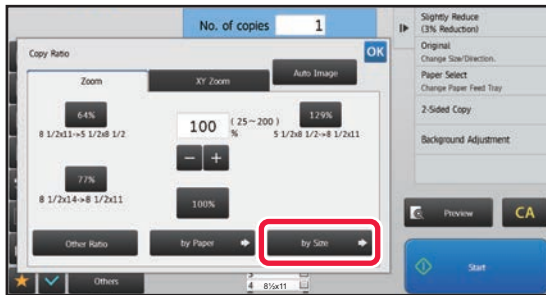 No. of copies 1
Copy Ratio
OK
Zoom
XY Zoom
Auto Image
64%
8 1/2x11->5 1/2x8 1/2
100 (25~200)
%
129%
5 1/2x8 1/2->8 1/2x11
77%
8 1/2x14->8 1/2x11
100%
Other Ratio
by Paper
by Size
Others
4 8½x11
Slightly Reduce
(3% Reduction)
Original
Change Size/Direction.
Paper Select
Change Paper Feed Tray
2-Sided Copy
Background Adjustment
Preview
CA
Start